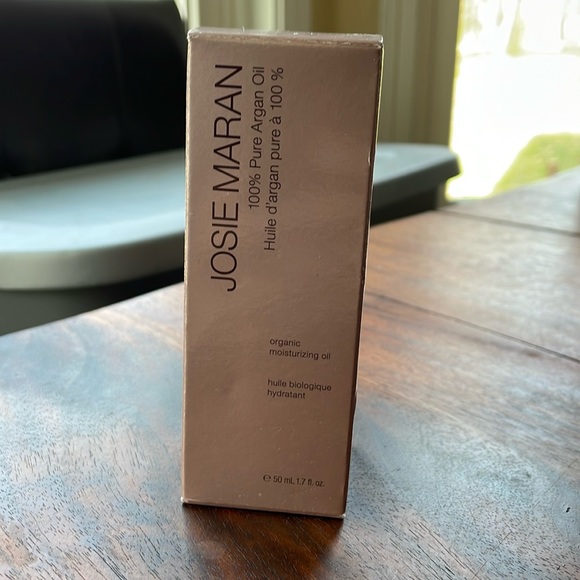 JOSIE MARAN
100% Pure Argan Oil
Huile d'argan pure à 100 %
organic
moisturizing oil
huile biologique
hydratant
℮ 50 mL 1.7 fl. oz.